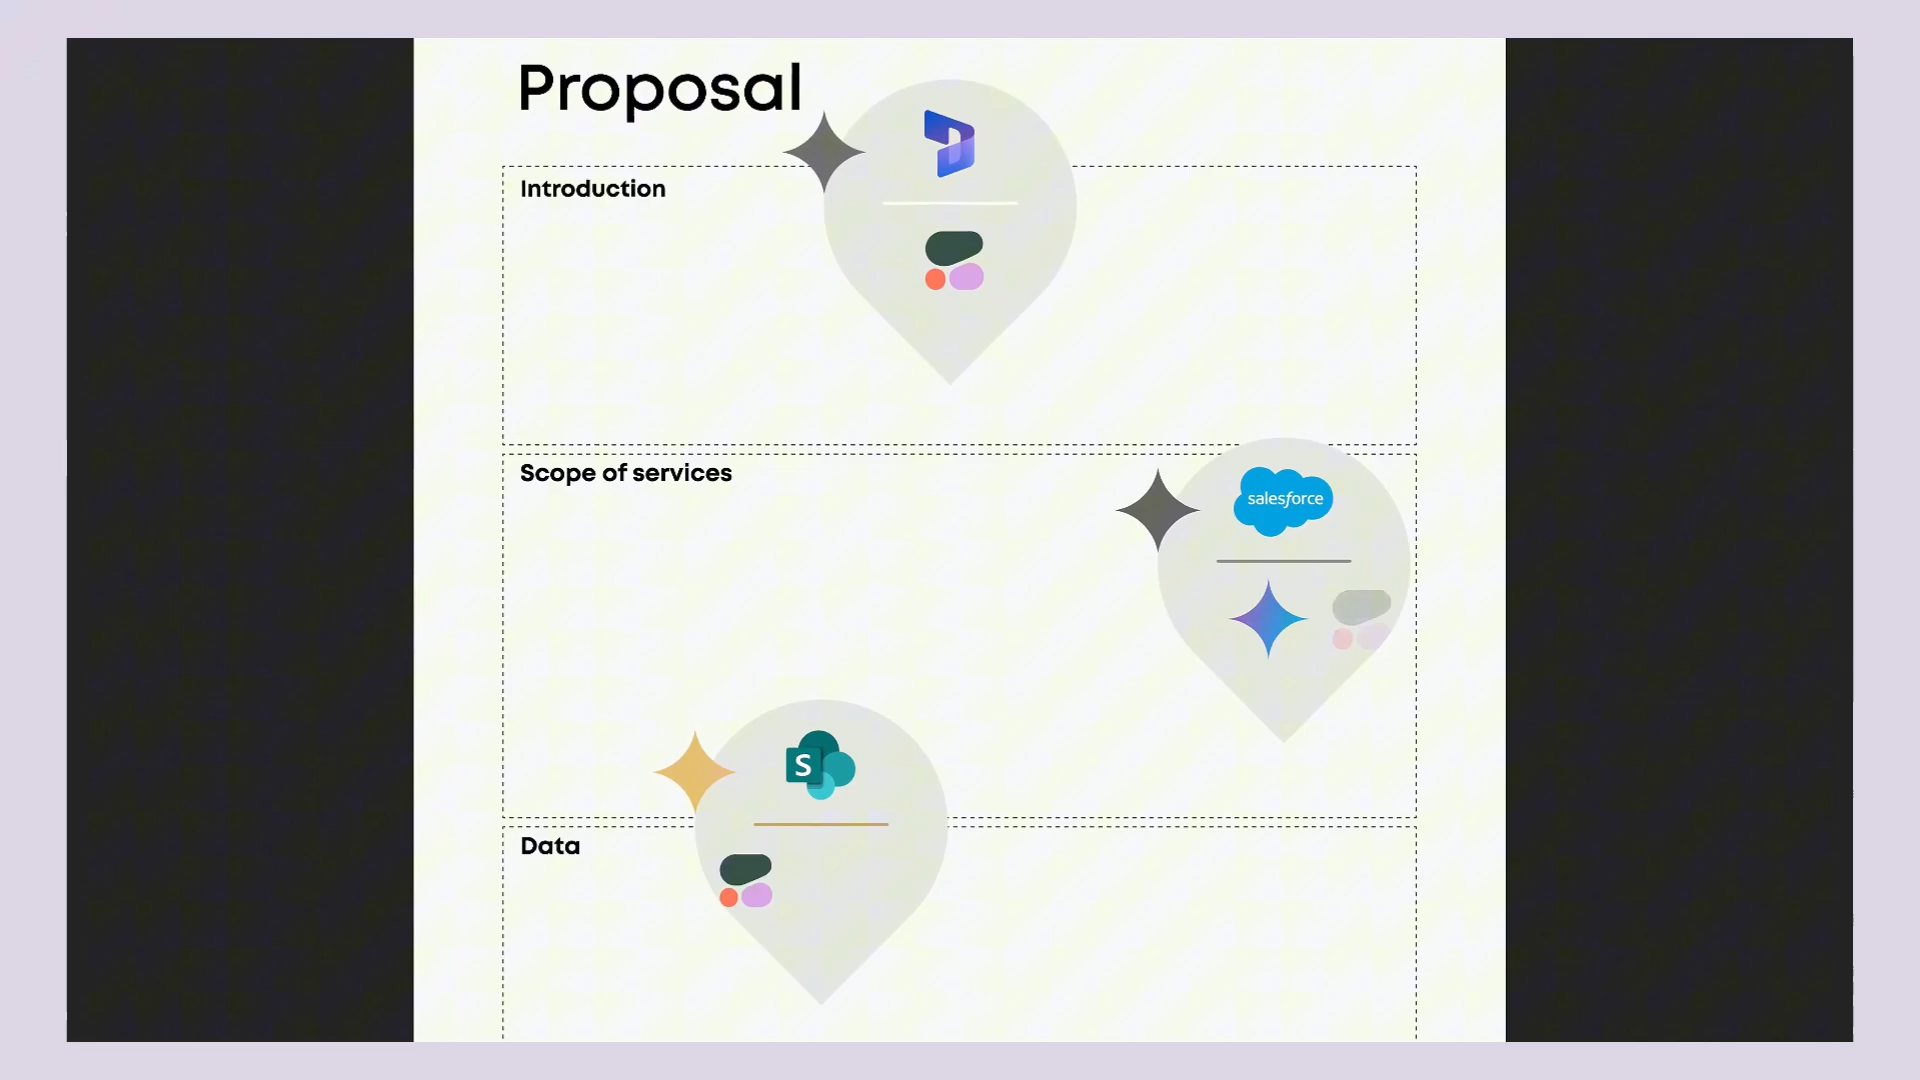 Proposal
Introduction
Scope of services
salesforce
S
Data